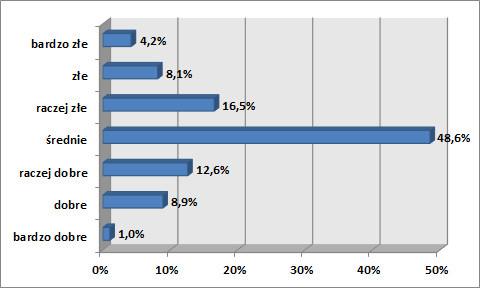 bardzo złe 4,2%
złe 8,1%
raczej złe 16,5%
średnie 48,6%
raczej dobre 12,6%
dobre 8,9%
bardzo dobre 1,0%
0% 10% 20% 30% 40% 50%